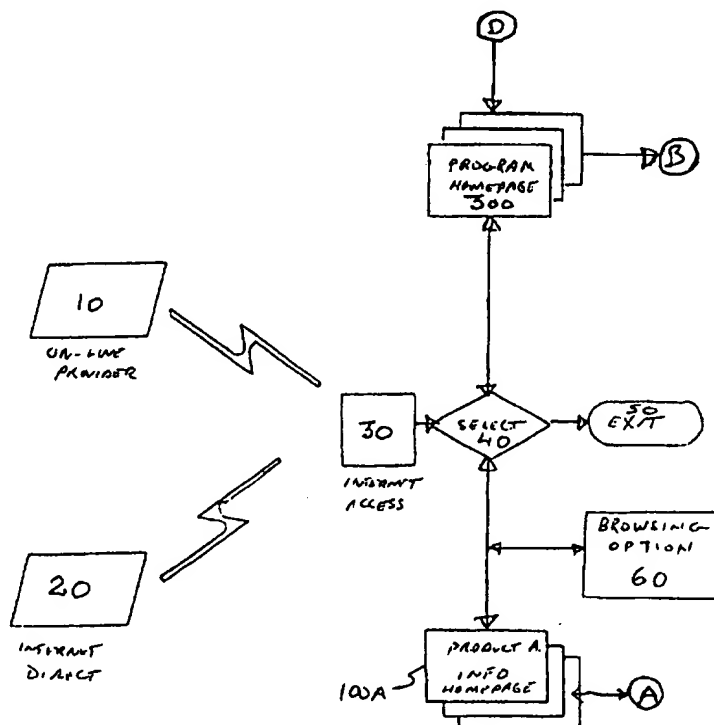 D
PROGRAM
HOMEPAGE
300
B
10
ON-LINE
PROVIDER
30
INTERNET
ACCESS
SELECT
40
50
EXIT
20
INTERNET
DIRECT
BROWSING
OPTION
60
PRODUCT A
INFO
HOMEPAGE
100A
A